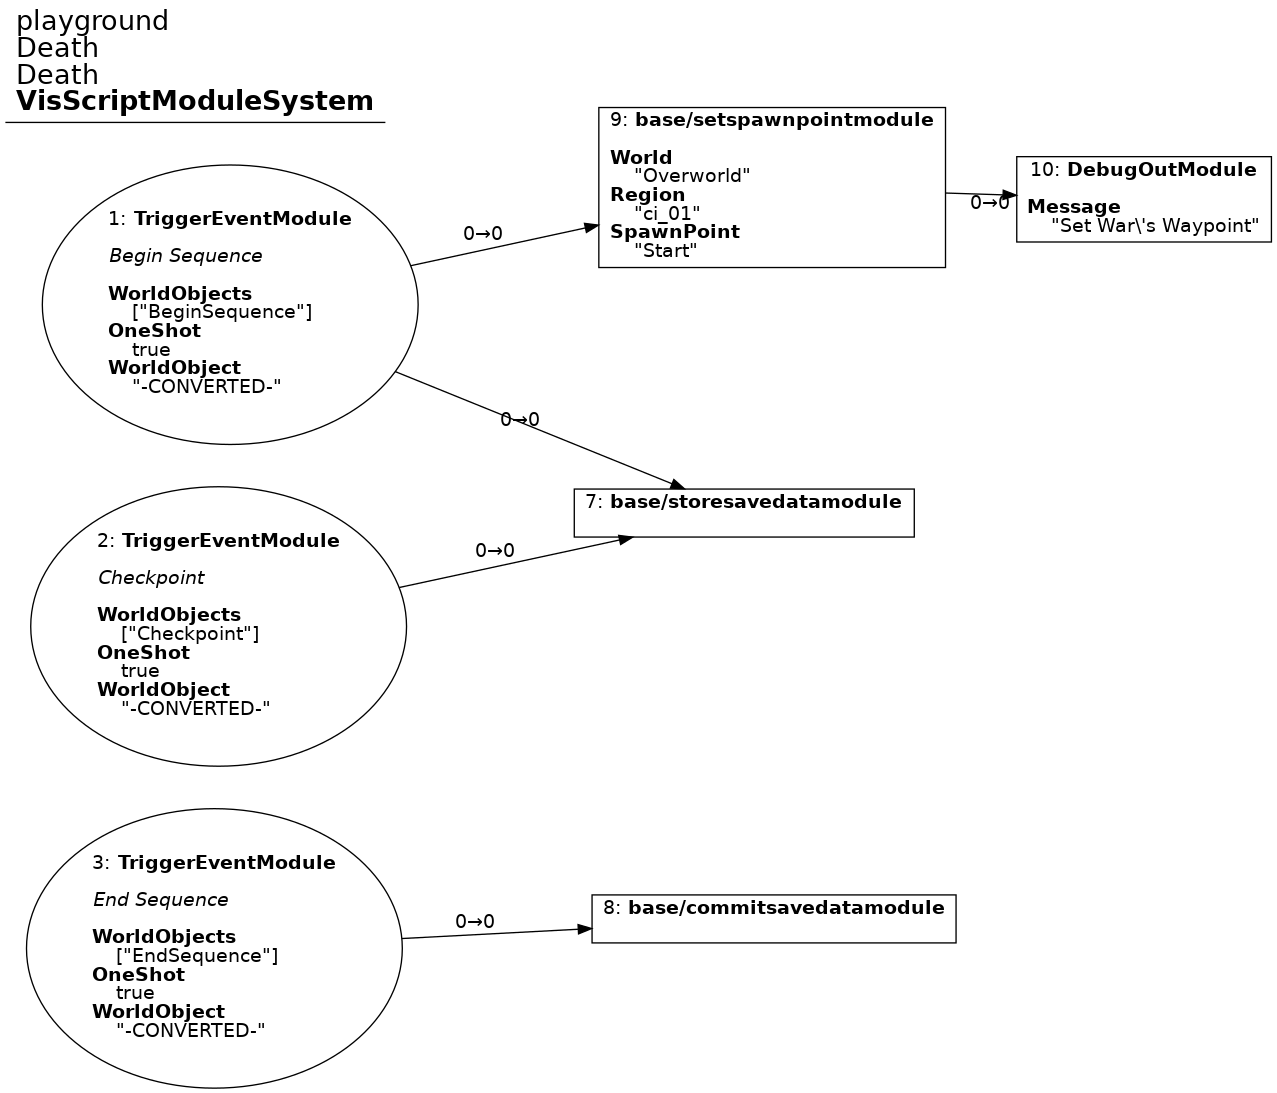 playground
Death
Death
VisScriptModuleSystem
1: TriggerEventModule
Begin Sequence
WorldObjects
["BeginSequence"]
OneShot
true
WorldObject
"-CONVERTED-"
0→0
9: base/setspawnpointmodule
World
"Overworld"
Region
"ci_01"
SpawnPoint
"Start"
0→0
10: DebugOutModule
Message
"Set War\'s Waypoint"
0→0
7: base/storesavedatamodule
2: TriggerEventModule
Checkpoint
WorldObjects
["Checkpoint"]
OneShot
true
WorldObject
"-CONVERTED-"
0→0
3: TriggerEventModule
End Sequence
WorldObjects
["EndSequence"]
OneShot
true
WorldObject
"-CONVERTED-"
0→0
8: base/commitsavedatamodule